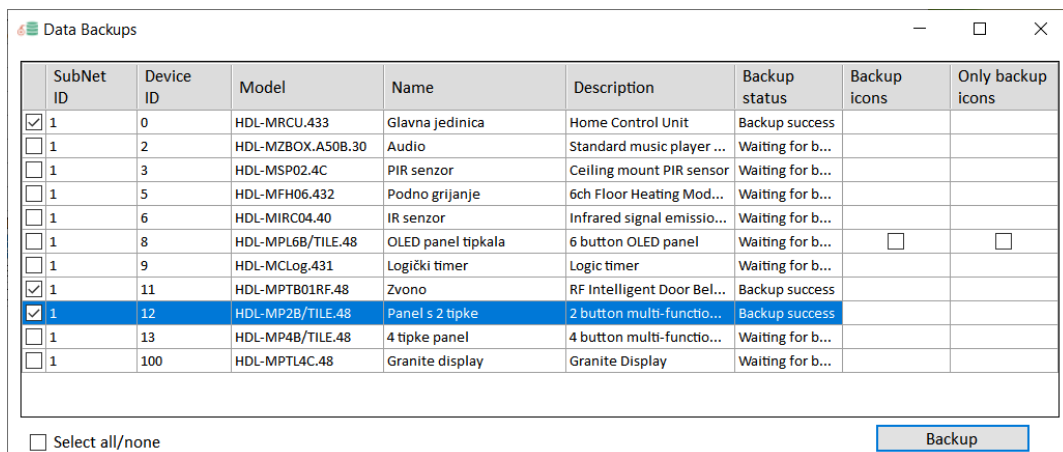 Data Backups
SubNet ID Device ID Model Name Description Backup status Backup icons Only backup icons
1 0 HDL-MRCU.433 Glavna jedinica Home Control Unit Backup success
1 2 HDL-MZBOX.A50B.30 Audio Standard music player ... Waiting for b...
1 3 HDL-MSP02.4C PIR senzor Ceiling mount PIR sensor Waiting for b...
1 5 HDL-MFH06.432 Podno grijanje 6ch Floor Heating Mod... Waiting for b...
1 6 HDL-MIRC04.40 IR senzor Infrared signal emissio... Waiting for b...
1 8 HDL-MPL6B/TILE.48 OLED panel tipkala 6 button OLED panel Waiting for b...
1 9 HDL-MCLog.431 Logički timer Logic timer Waiting for b...
1 11 HDL-MPTB01RF.48 Zvono RF Intelligent Door Bel... Backup success
1 12 HDL-MP2B/TILE.48 Panel s 2 tipke 2 button multi-functio... Backup success
1 13 HDL-MP4B/TILE.48 4 tipke panel 4 button multi-functio... Waiting for b...
1 100 HDL-MPTL4C.48 Granite display Granite Display Waiting for b...
Select all/none Backup